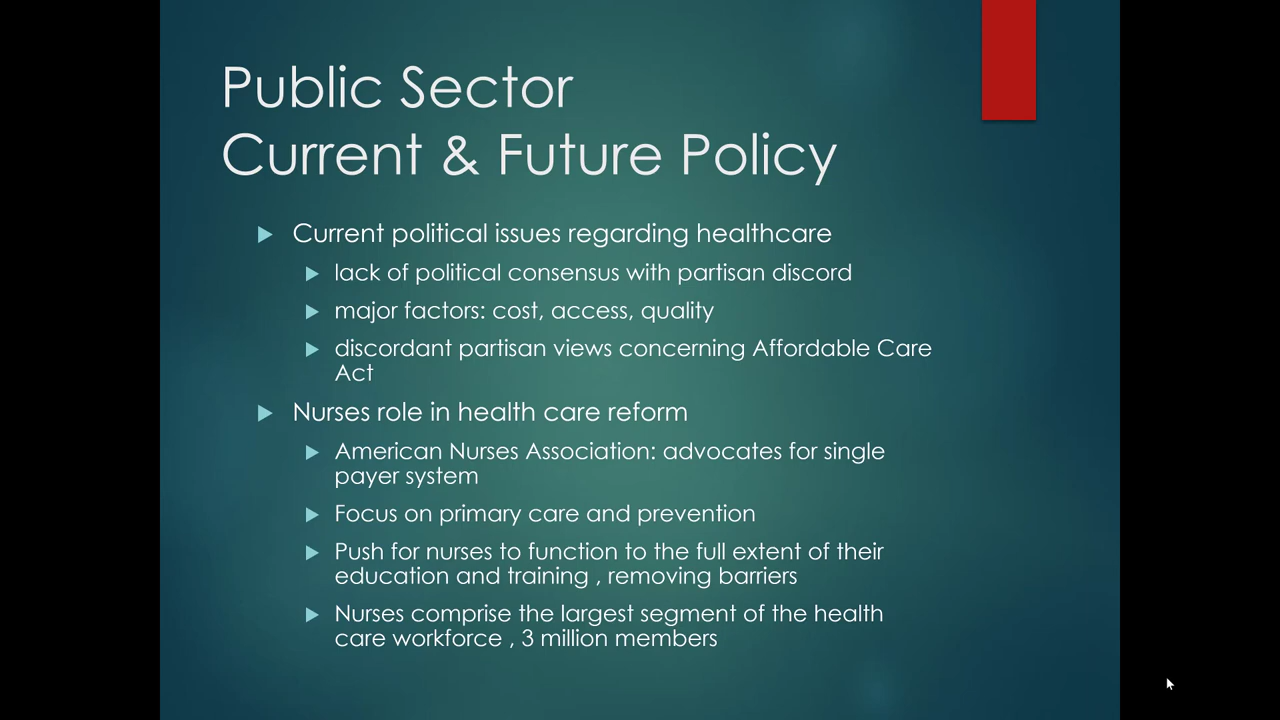 Public Sector
Current & Future Policy
Current political issues regarding healthcare
lack of political consensus with partisan discord
major factors: cost, access, quality
discordant partisan views concerning Affordable Care
Act
Nurses role in health care reform
American Nurses Association: advocates for single
payer system
Focus on primary care and prevention
Push for nurses to function to the full extent of their
education and training , removing barriers
Nurses comprise the largest segment of the health
care workforce , 3 million members